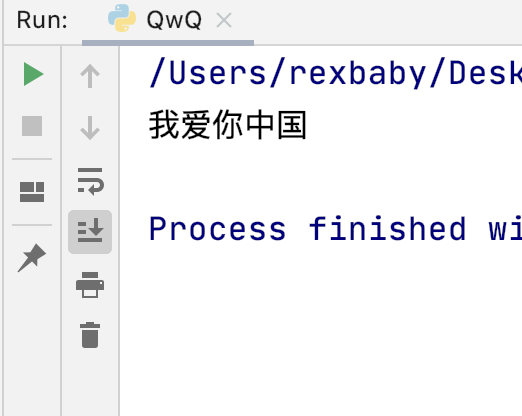 Run: QwQ
/Users/rexbaby/Desk
我爱你中国
Process finished wi